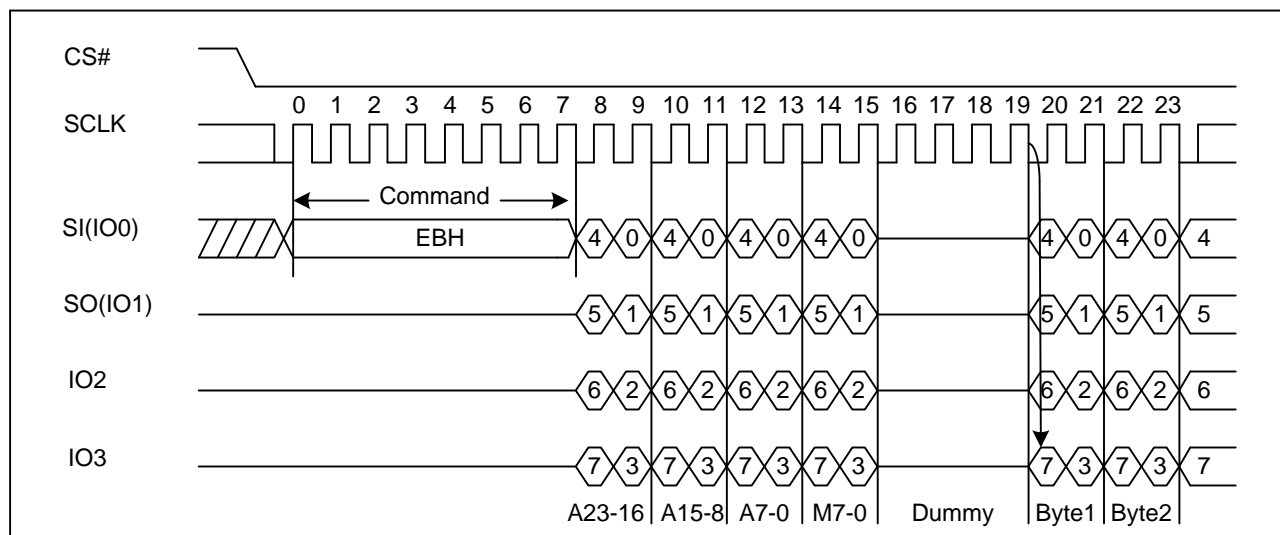 CS#
0 1 2 3 4 5 6 7 8 9 10 11 12 13 14 15 16 17 18 19 20 21 22 23
SCLK
Command
SI(IO0)
EBH 4 0 4 0 4 0 4 0 4 0 4 0 4
SO(IO1)
5 1 5 1 5 1 5 1 5 1 5 1 5
IO2
6 2 6 2 6 2 6 2 6 2 6 2 6
IO3
7 3 7 3 7 3 7 3 7 3 7 3 7
A23-16 A15-8 A7-0 M7-0 Dummy Byte1 Byte2